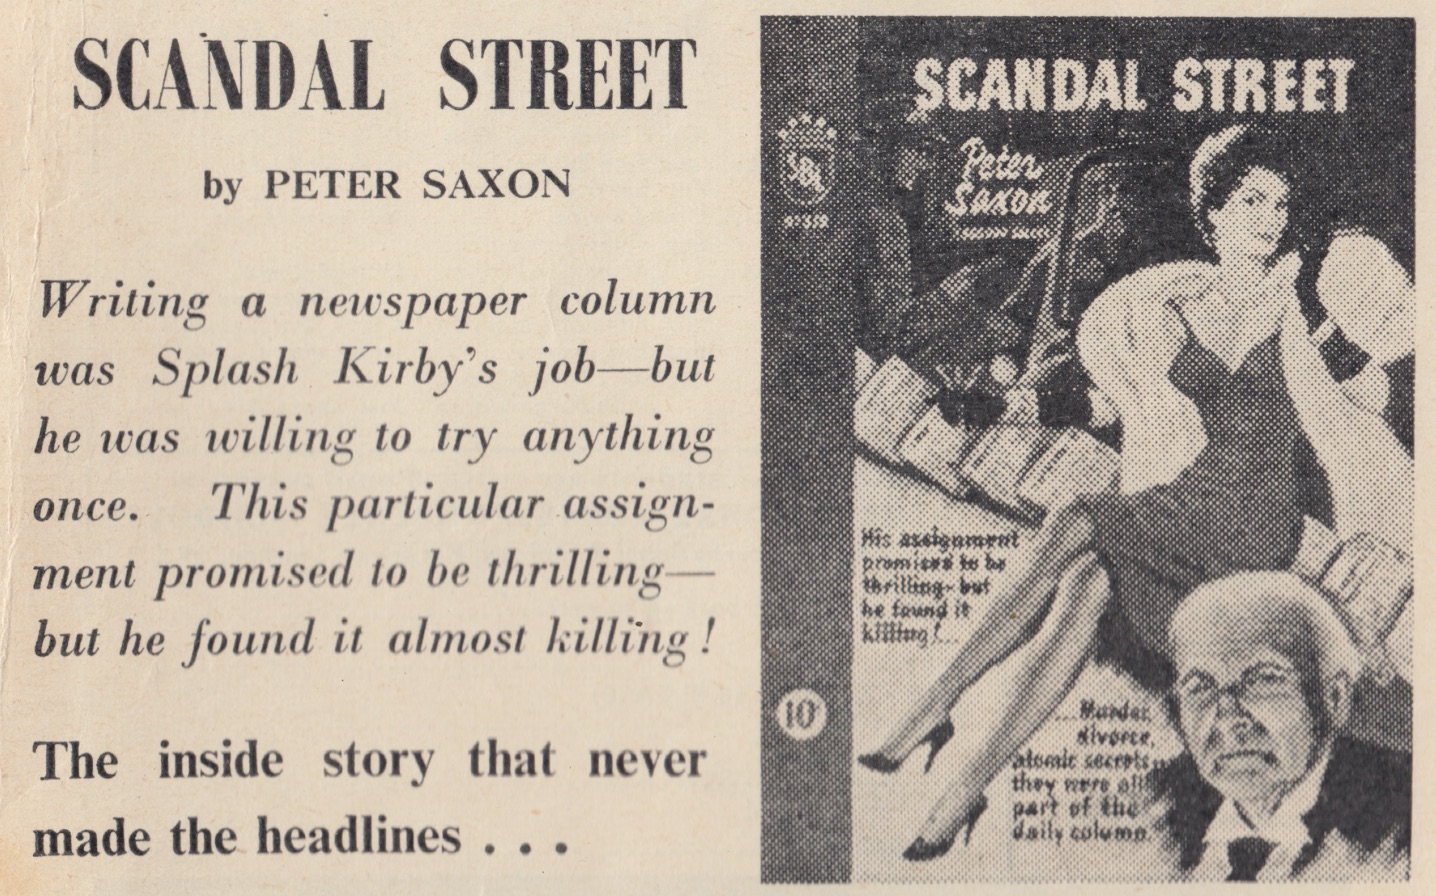 SCANDAL STREET
by PETER SAXON
Writing a newspaper column
was Splash Kirby's job—but
he was willing to try anything
once. This particular assign-
ment promised to be thrilling—
but he found it almost killing!
The inside story that never
made the headlines . . .
SCANDAL STREET
Peter
Saxon
SBL
10ᴰ
His assignment
promised to be
thrilling- but
he found it
killing!...
...Murder,
divorce,
atomic secrets..
they were all
part of the
daily column.